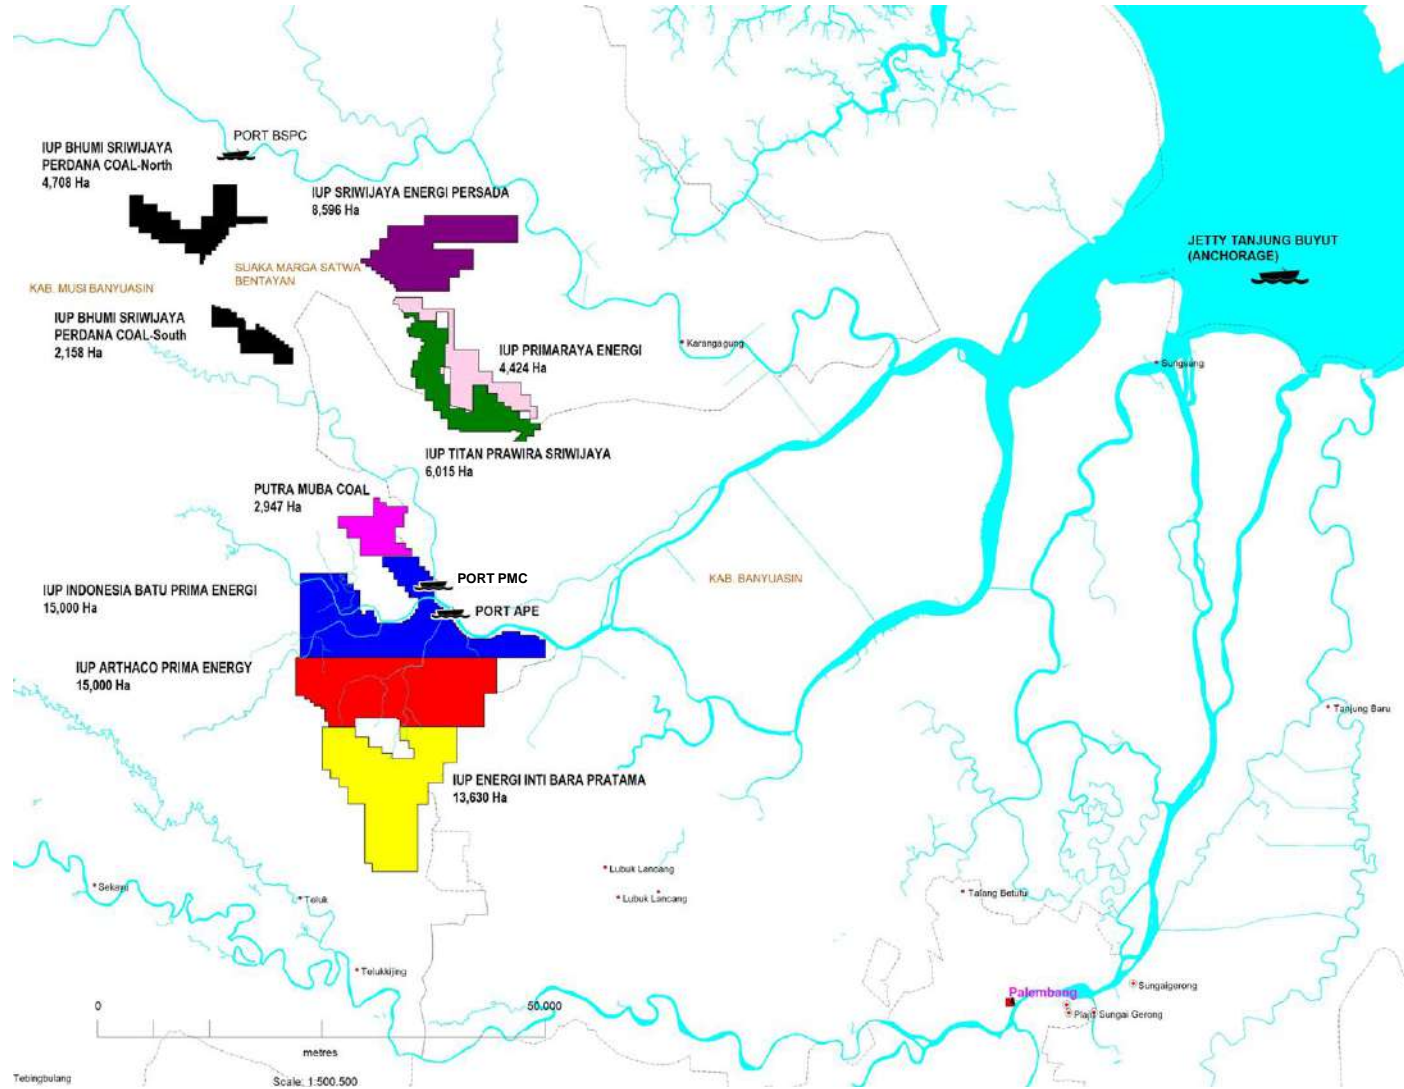 PORT BSPC
IUP BHUMI SRIWIJAYA
PERDANA COAL-North
4,708 Ha
IUP SRIWIJAYA ENERGI PERSADA
8,596 Ha
JETTY TANJUNG BUYUT
(ANCHORAGE)
SUAKA MARGA SATWA
BENTAYAN
KAB. MUSI BANYUASIN
IUP BHUMI SRIWIJAYA
PERDANA COAL-South
2,158 Ha
Karangagung
IUP PRIMARAYA ENERGI
4,424 Ha
Sungsang
IUP TITAN PRAWIRA SRIWIJAYA
6,015 Ha
PUTRA MUBA COAL
2,947 Ha
PORT PMC
KAB. BANYUASIN
IUP INDONESIA BATU PRIMA ENERGI
15,000 Ha
PORT APE
IUP ARTHACO PRIMA ENERGY
15,000 Ha
Tanjung Baru
IUP ENERGI INTI BARA PRATAMA
13,630 Ha
Lubuk Lancang
Sekayu
Teluk
Lubuk Lancang
Talang Betutu
Telukkijing
Sungaigerong
Palembang
0
50.000
Plaju
Sungai Gerong
metres
Scale: 1:500.500
Tebingbulang